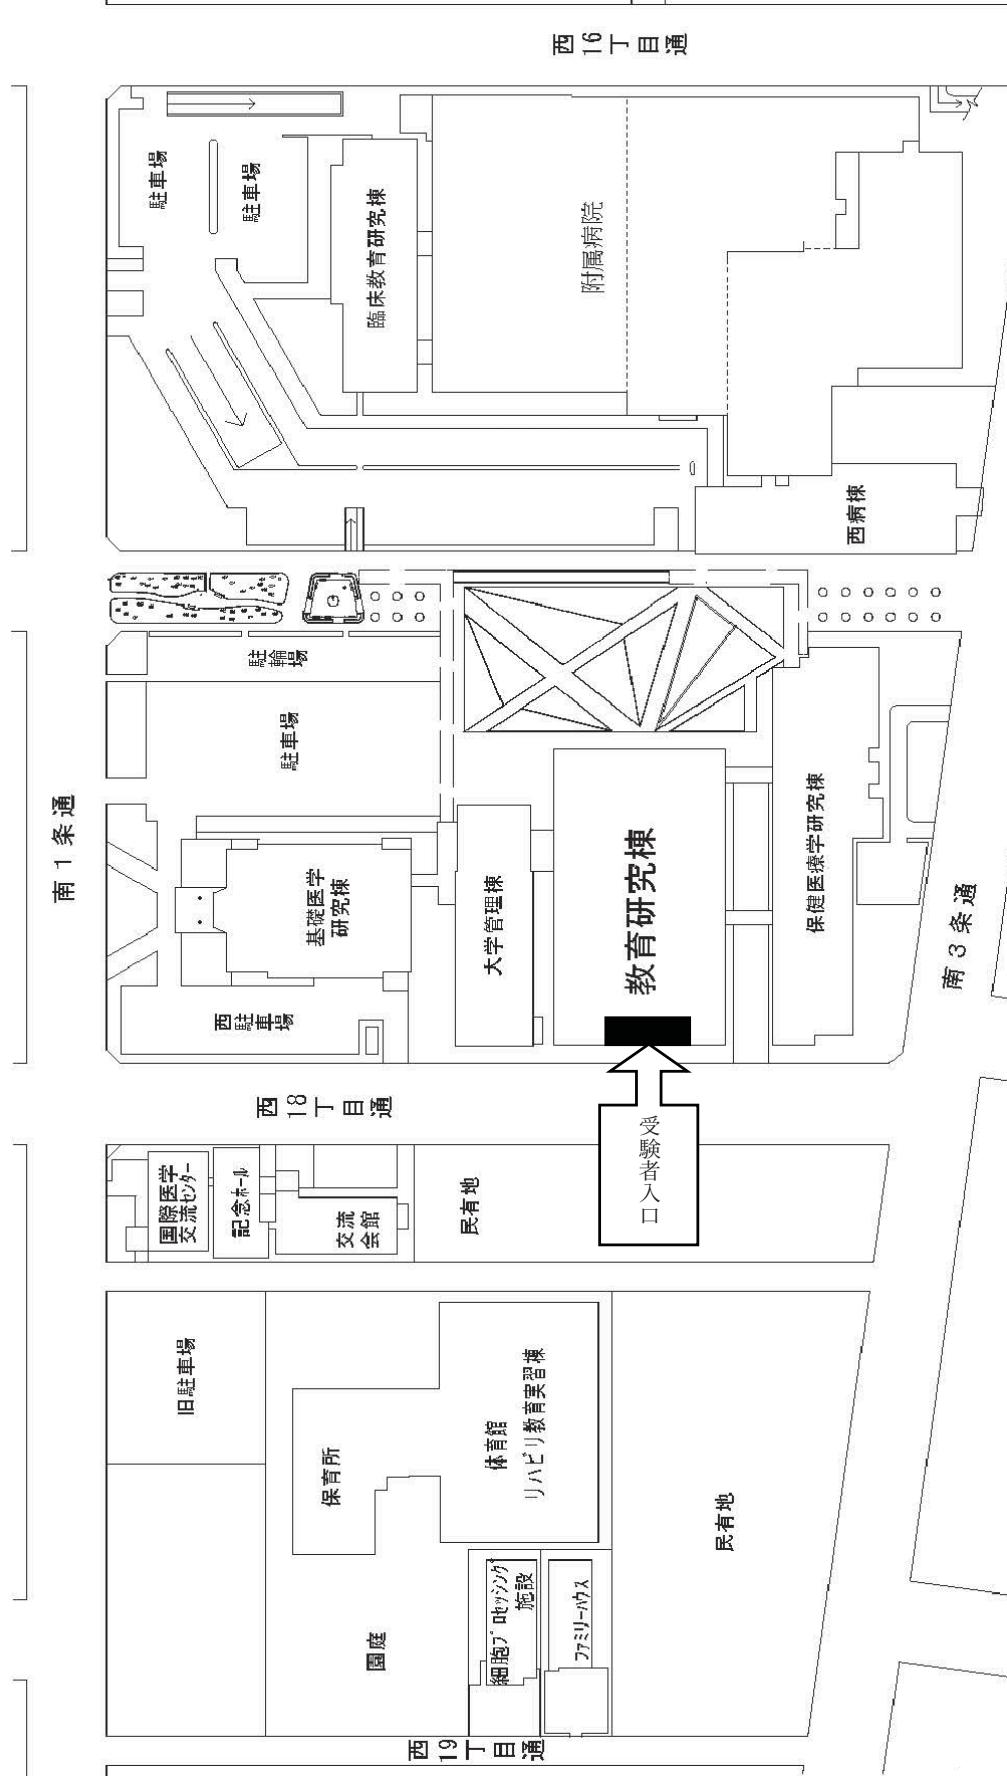 西16丁目通
駐車場
駐車場
臨床教育研究棟
附属病院
西病棟
駐輪場
駐車場
南1条通
基礎医学
研究棟
大学管理棟
教育研究棟
保健医療学研究棟
南3条通
西
駐車場
受験者入口
西18丁目通
国際医学
交流センター
記念ホール
交流
会館
民有地
旧駐車場
保育所
体育館
リハビリ教育実習棟
民有地
園庭
細胞プロセッシング
施設
ファミリーハウス
西19丁目通